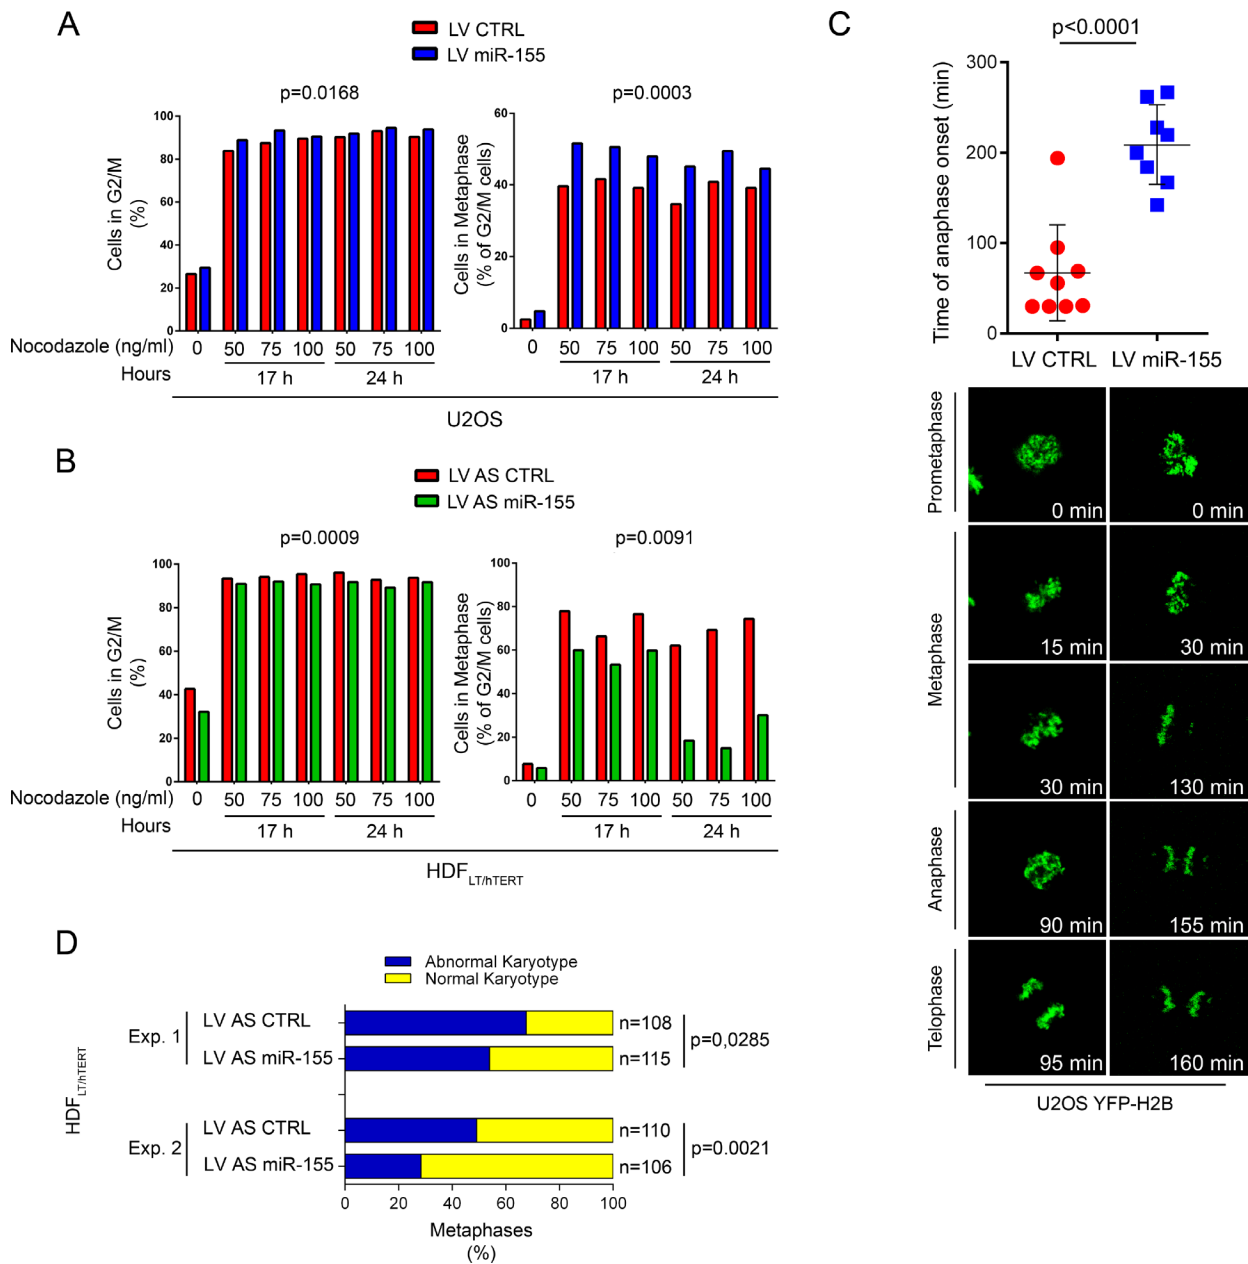 A
LV CTRL
LV miR-155
p=0.0168
p=0.0003
Cells in G2/M
(%)
100
80
60
40
20
0
Cells in Metaphase
(% of G2/M cells)
60
40
20
0
Nocodazole (ng/ml)
0 50 75 100 50 75 100
0 50 75 100 50 75 100
Hours
17 h 24 h
17 h 24 h
U2OS
B
LV AS CTRL
LV AS miR-155
p=0.0009
p=0.0091
Cells in G2/M
(%)
100
80
60
40
20
0
Cells in Metaphase
(% of G2/M cells)
100
80
60
40
20
0
Nocodazole (ng/ml)
0 50 75 100 50 75 100
0 50 75 100 50 75 100
Hours
17 h 24 h
17 h 24 h
HDF LT/hTERT
C
p<0.0001
Time of anaphase onset (min)
300
200
100
0
LV CTRL LV miR-155
Prometaphase
0 min 0 min
Metaphase
15 min 30 min
30 min 130 min
Anaphase
90 min 155 min
Telophase
95 min 160 min
U2OS YFP-H2B
D
Abnormal Karyotype
Normal Karyotype
HDF LT/hTERT
Exp. 1
LV AS CTRL n=108
LV AS miR-155 n=115
p=0,0285
Exp. 2
LV AS CTRL n=110
LV AS miR-155 n=106
p=0.0021
0 20 40 60 80 100
Metaphases
(%)